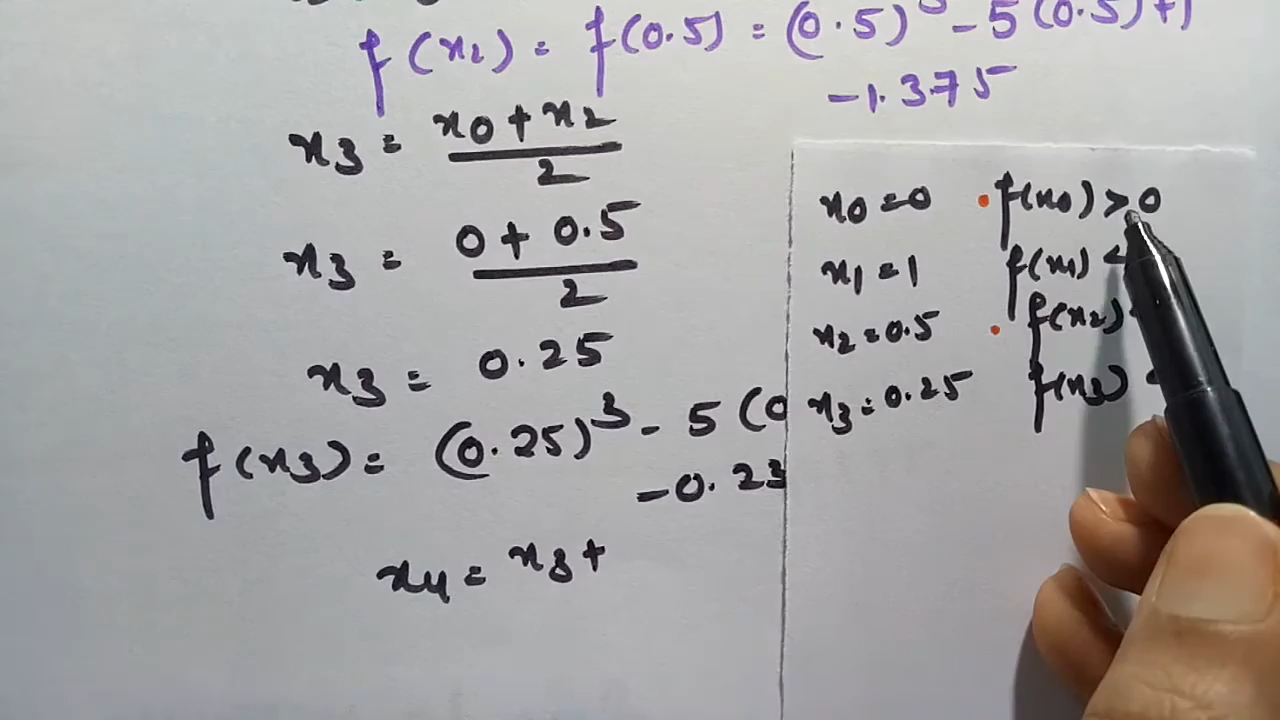 f(x2) = f(0.5) = (0.5)³ - 5(0.5)+1
-1.375
x3 = x0 + x2 / 2
x3 = 0 + 0.5 / 2
x3 = 0.25
f(x3) = (0.25)³ - 5(0
-0.23
x4 = x3 +
x0 = 0 f(x0) > 0
x1 = 1 f(x1) <
x2 = 0.5 f(x2)
x3 = 0.25 f(x3) <